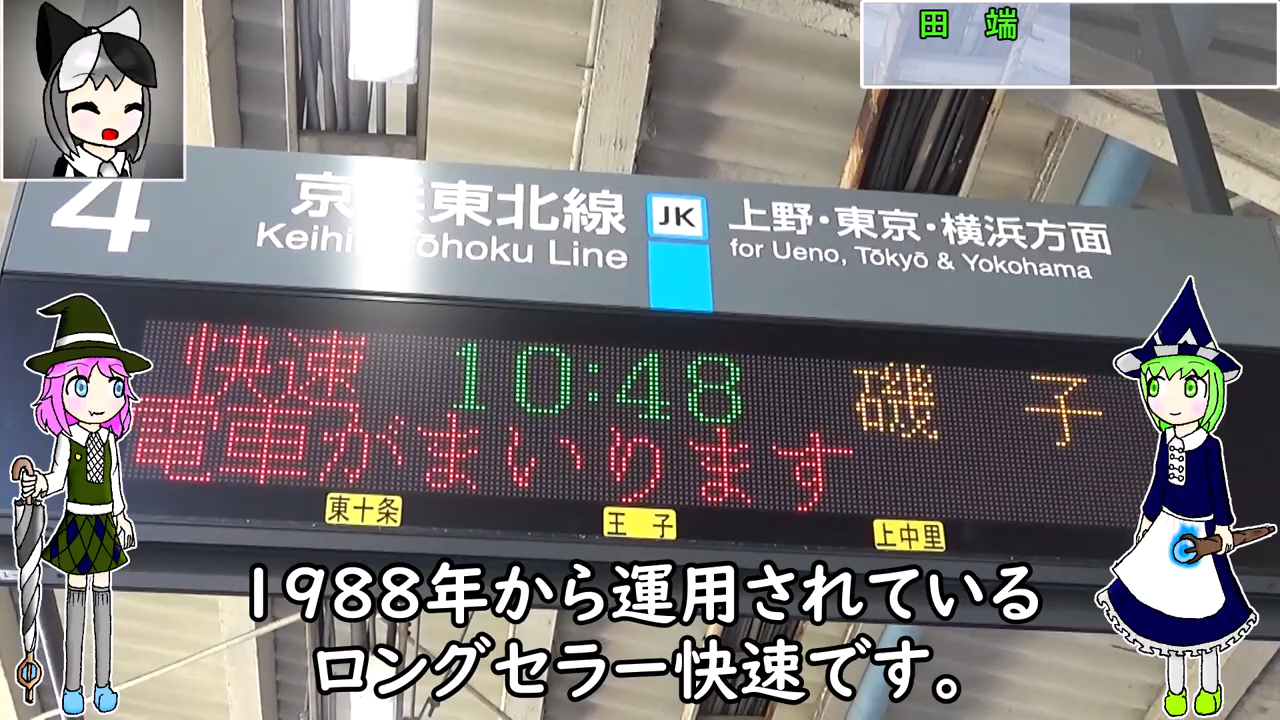 田 端
4
京浜東北線
JK
上野・東京・横浜方面
Keihi ōhoku Line
for Ueno, Tōkyō & Yokohama
快速 10:48 磯 子
電車がまいります
東十条
王 子
上中里
1988年から運用されている
ロングセラー快速です。